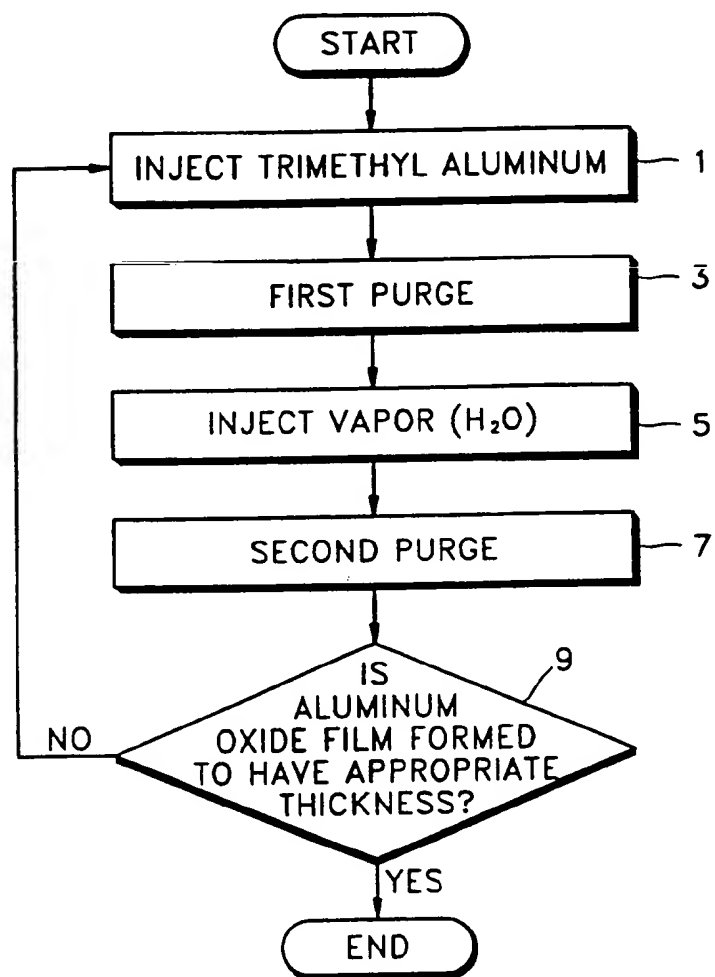 START
INJECT TRIMETHYL ALUMINUM
1
FIRST PURGE
3
INJECT VAPOR (H₂O)
5
SECOND PURGE
7
9
IS
ALUMINUM
OXIDE FILM FORMED
TO HAVE APPROPRIATE
THICKNESS?
NO
YES
END